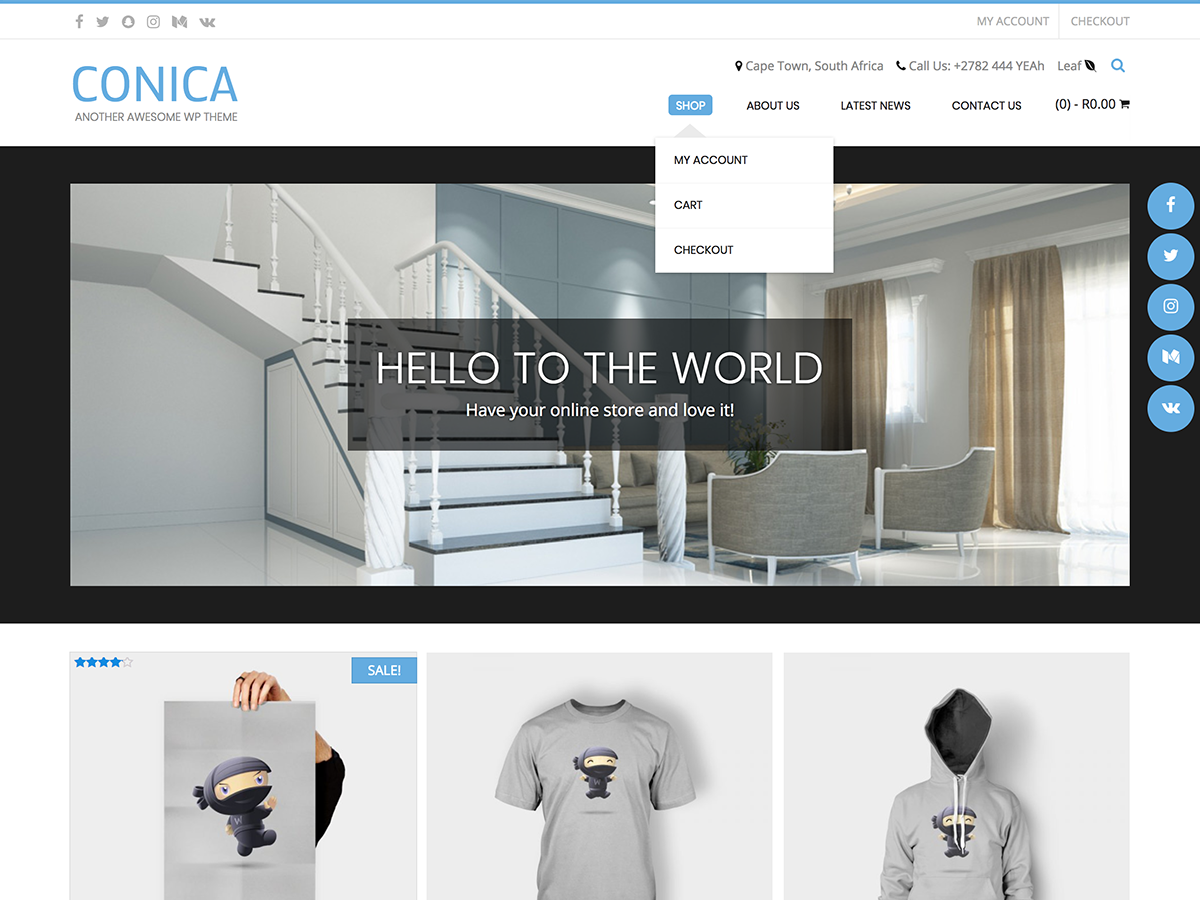 MY ACCOUNT
CHECKOUT
CONICA
ANOTHER AWESOME WP THEME
Cape Town, South Africa
Call Us: +2782 444 YEAh
Leaf
SHOP
ABOUT US
LATEST NEWS
CONTACT US
(0) - R0.00
MY ACCOUNT
CART
CHECKOUT
HELLO TO THE WORLD
Have your online store and love it!
SALE!
W
W